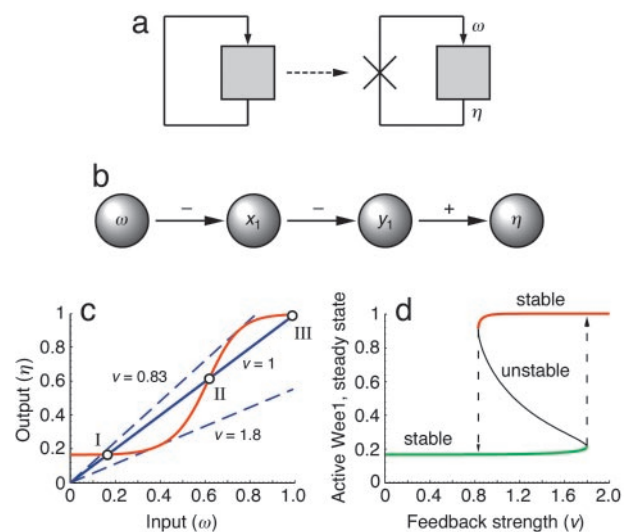 a
ω
η
b
ω
−
x₁
−
y₁
+
η
c
Output (η)
1
0.8
0.6
0.4
0.2
0
0
0.2
0.4
0.6
0.8
1.0
Input (ω)
I
II
III
v = 0.83
v = 1
v = 1.8
d
Active Wee1, steady state
1
0.8
0.6
0.4
0.2
0
0
0.4
0.8
1.2
1.6
2.0
Feedback strength (v)
stable
unstable
stable